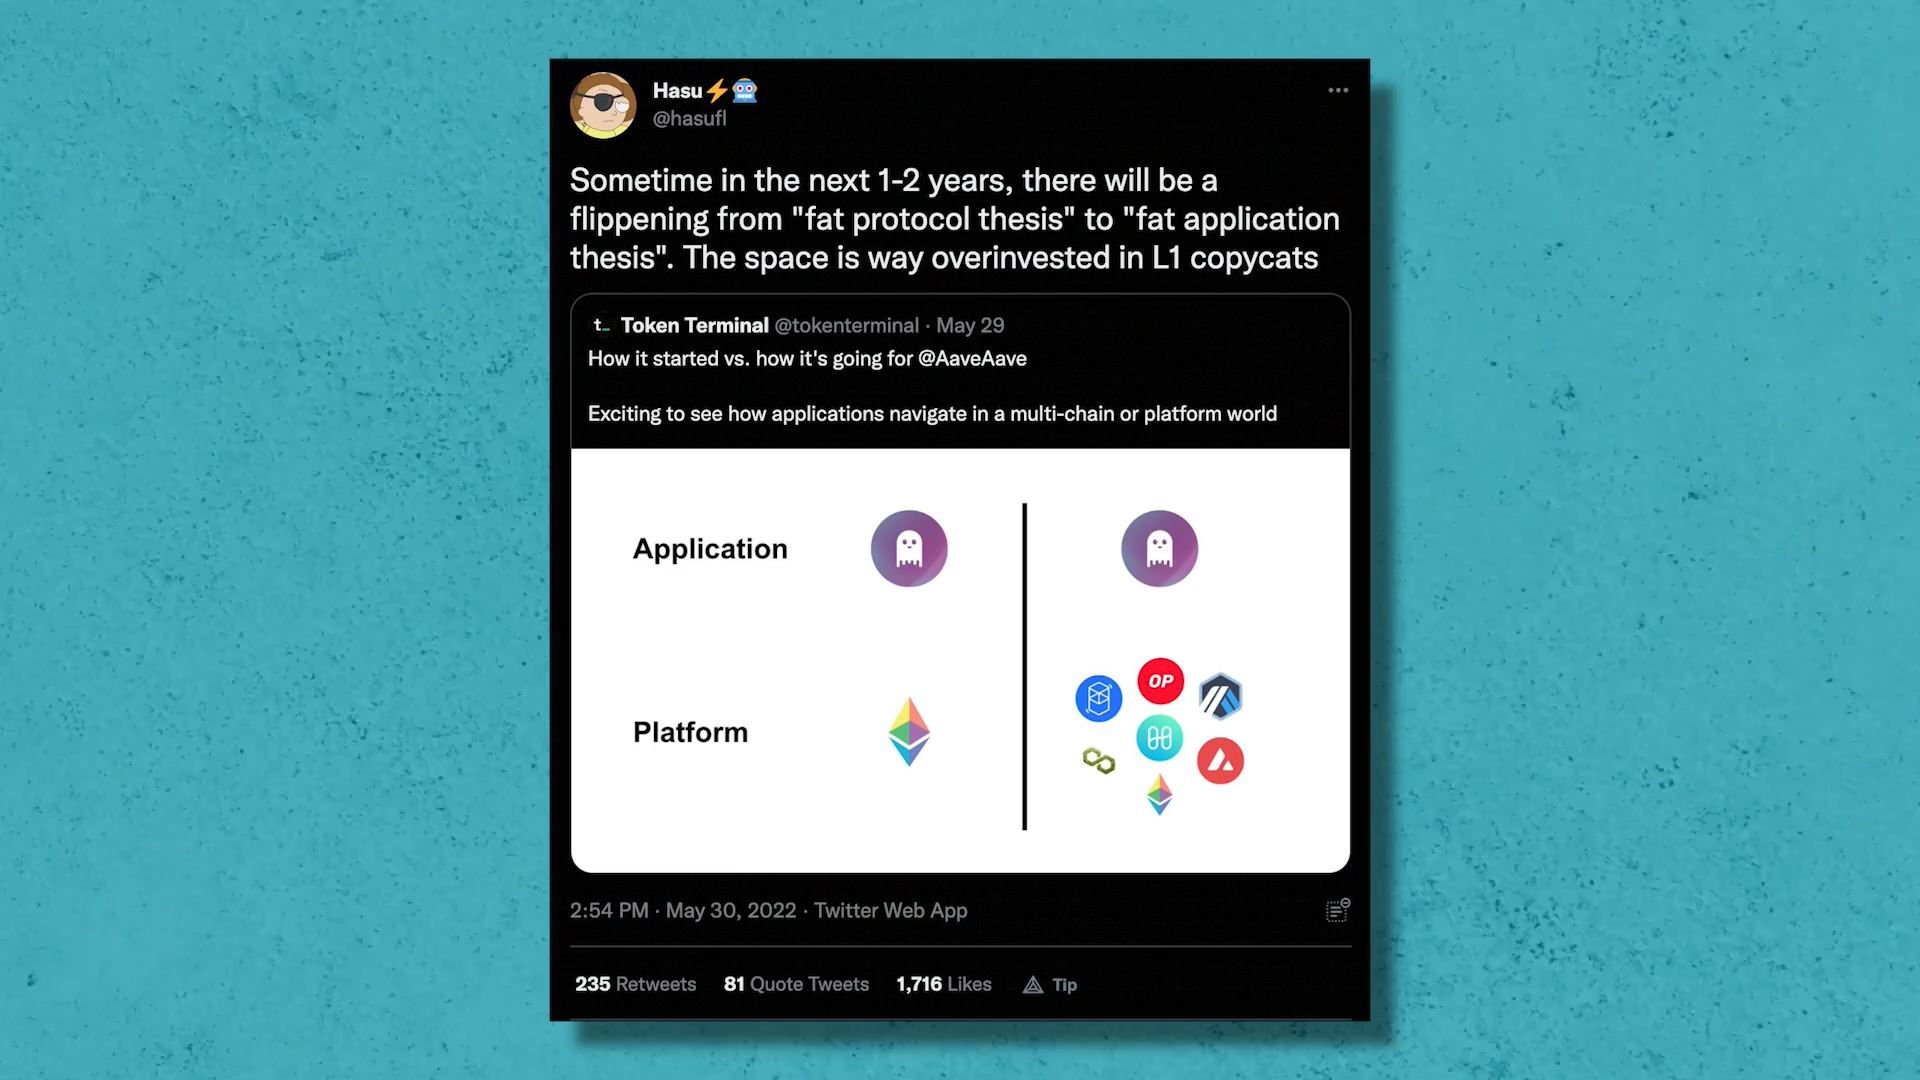 Hasu⚡🤖
@hasufl
Sometime in the next 1-2 years, there will be a
flippening from "fat protocol thesis" to "fat application
thesis". The space is way overinvested in L1 copycats
t_ Token Terminal @tokenterminal · May 29
How it started vs. how it's going for @AaveAave
Exciting to see how applications navigate in a multi-chain or platform world
Application
OP
Platform
2:54 PM · May 30, 2022 · Twitter Web App
235 Retweets 81 Quote Tweets 1,716 Likes Tip